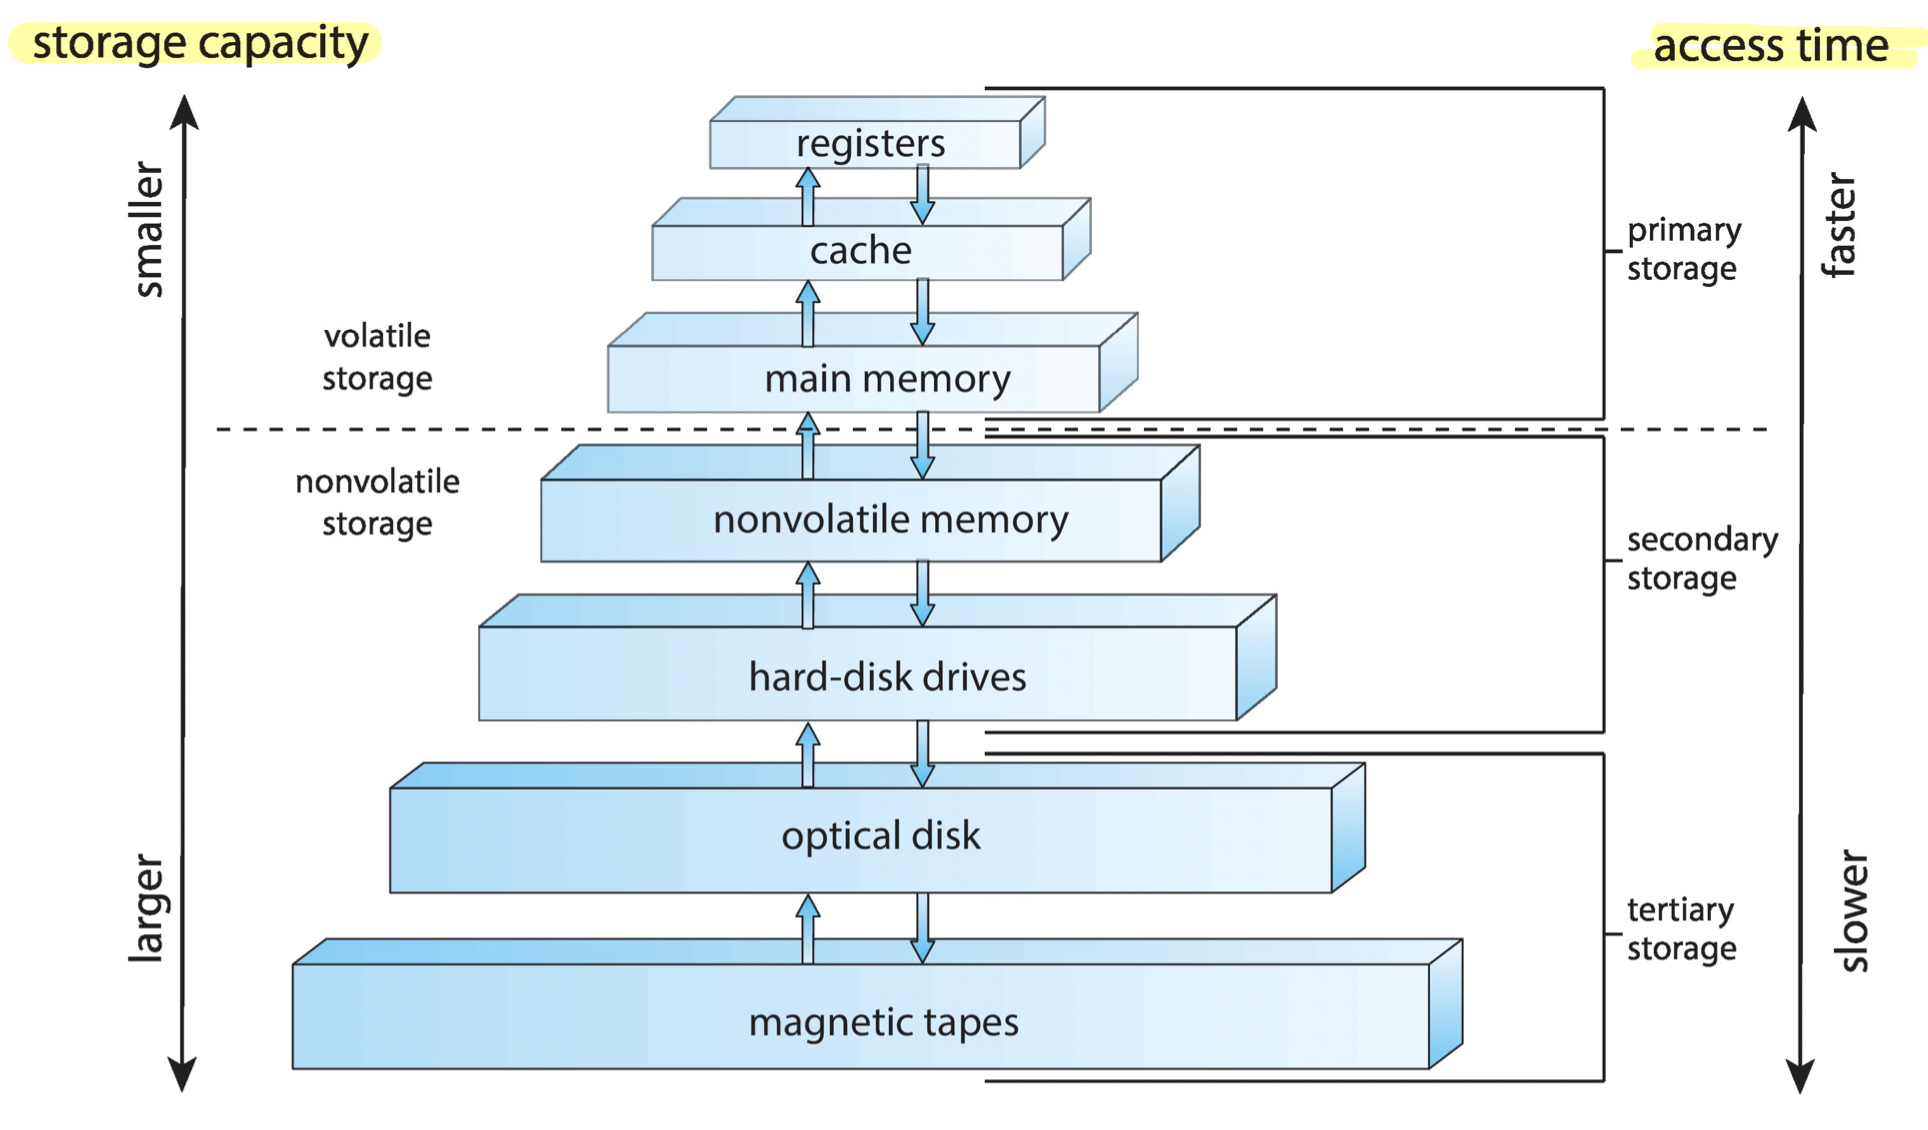 storage capacity
access time
smaller
larger
volatile
storage
nonvolatile
storage
registers
cache
main memory
nonvolatile memory
hard-disk drives
optical disk
magnetic tapes
primary
storage
secondary
storage
tertiary
storage
faster
slower